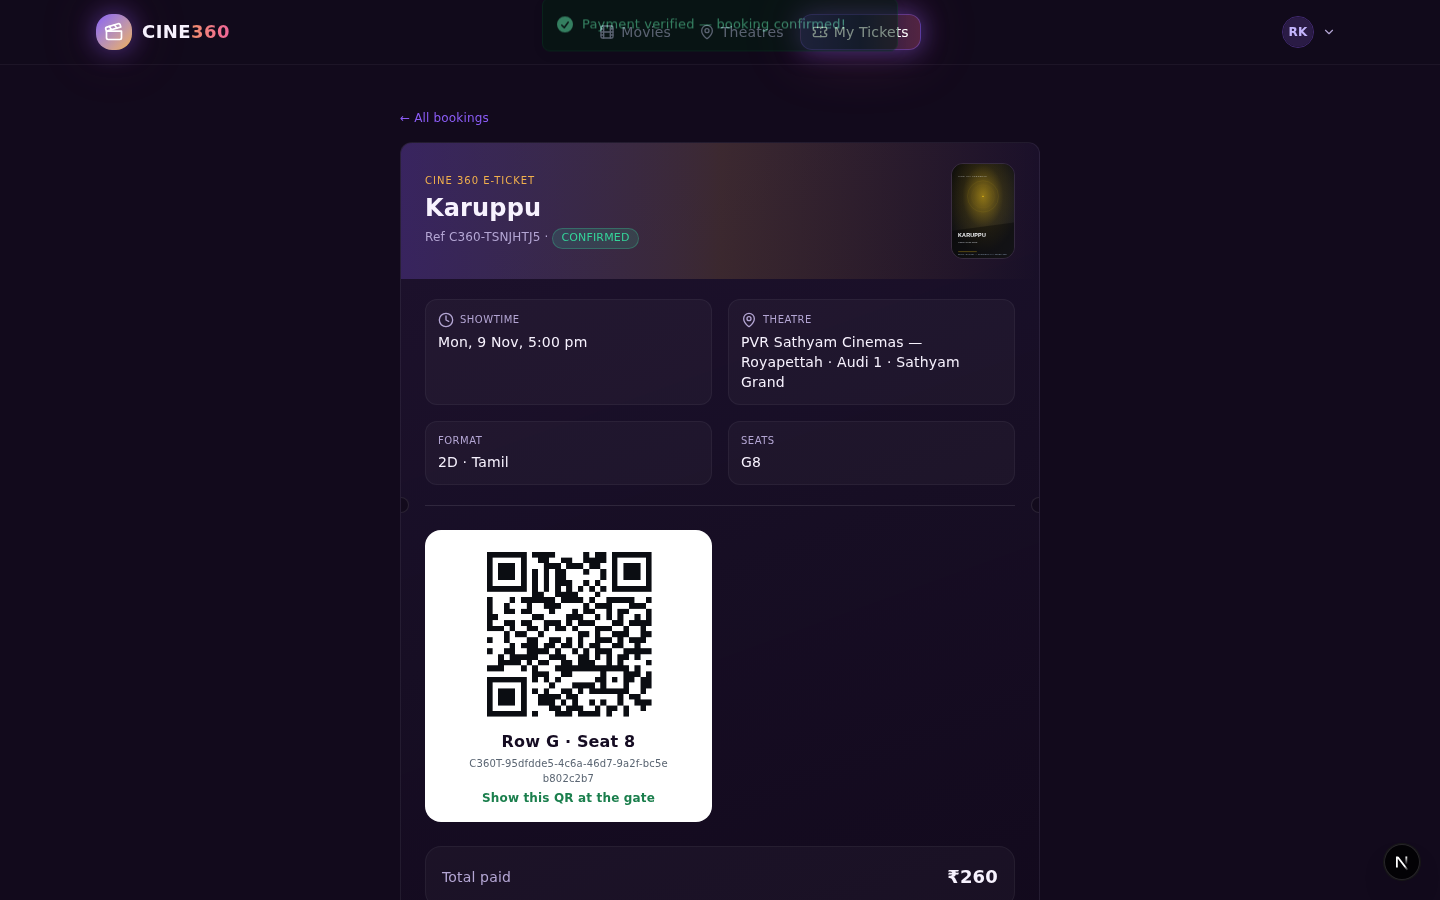 CINE360
Payment verified — booking confirmed!
Movies
Theatres
My Tickets
RK
← All bookings
CINE 360 E-TICKET
Karuppu
Ref C360-TSNJHTJ5 · CONFIRMED
KARUPPU
SHOWTIME
Mon, 9 Nov, 5:00 pm
THEATRE
PVR Sathyam Cinemas —
Royapettah · Audi 1 · Sathyam
Grand
FORMAT
2D · Tamil
SEATS
G8
Row G · Seat 8
C360T-95dfdde5-4c6a-46d7-9a2f-bc5e
b802c2b7
Show this QR at the gate
Total paid
₹260